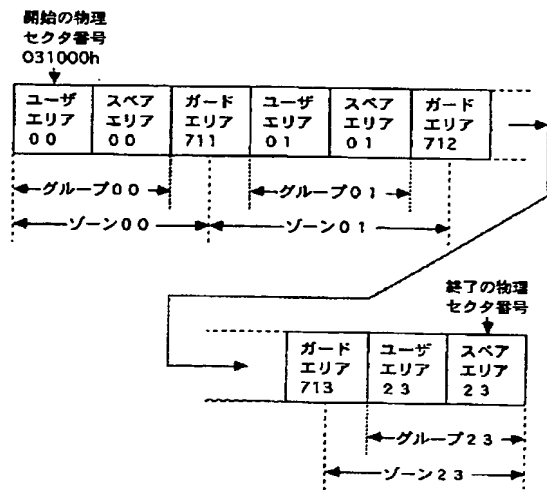 開始の物理
セクタ番号
031000h
ユーザ
エリア
00
スペア
エリア
00
ガード
エリア
711
ユーザ
エリア
01
スペア
エリア
01
ガード
エリア
712
グループ00
グループ01
ゾーン00
ゾーン01
終了の物理
セクタ番号
ガード
エリア
713
ユーザ
エリア
23
スペア
エリア
23
グループ23
ゾーン23